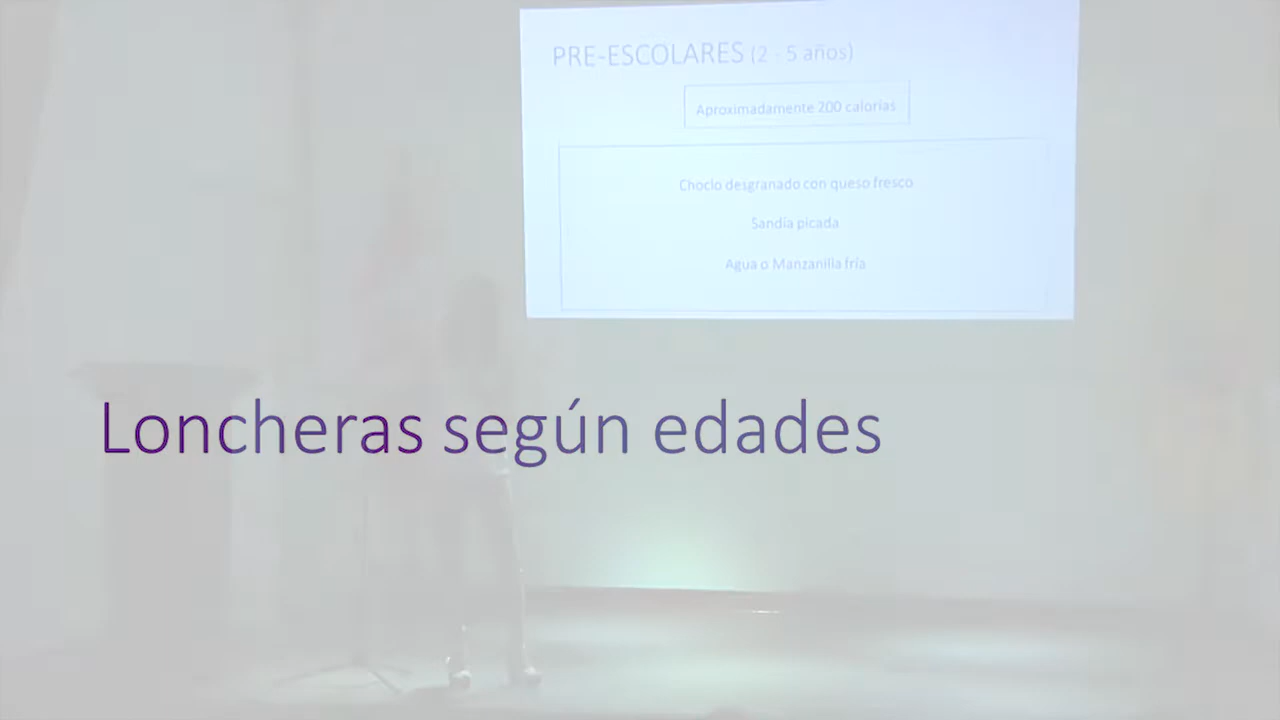 PRE-ESCOLARES (2 - 5 años)
Aproximadamente 200 calorías
Choclo desgranado con queso fresco
Sandía picada
Agua o Manzanilla fría
Loncheras según edades